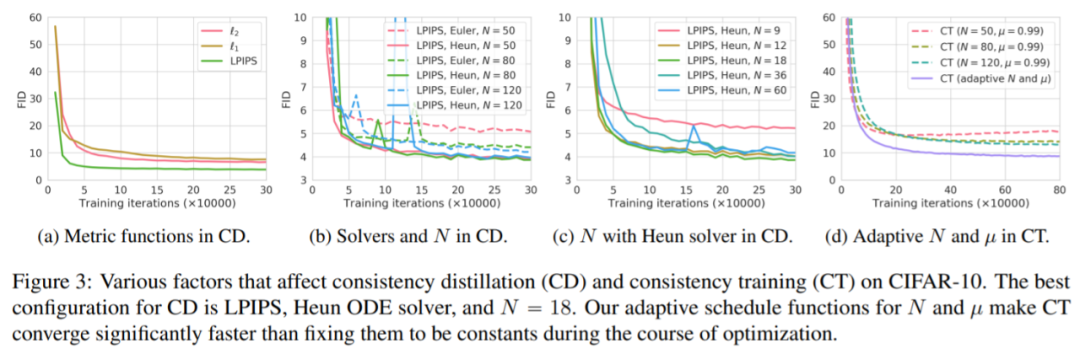 60
50
40
30
20
10
0
FID
0 5 10 15 20 25 30
Training iterations (×10000)
ℓ₂
ℓ₁
LPIPS
(a) Metric functions in CD.
10
9
8
7
6
5
4
3
FID
0 5 10 15 20 25 30
Training iterations (×10000)
LPIPS, Euler, N = 50
LPIPS, Heun, N = 50
LPIPS, Euler, N = 80
LPIPS, Heun, N = 80
LPIPS, Euler, N = 120
LPIPS, Heun, N = 120
(b) Solvers and N in CD.
10
9
8
7
6
5
4
3
FID
0 5 10 15 20 25 30
Training iterations (×10000)
LPIPS, Heun, N = 9
LPIPS, Heun, N = 12
LPIPS, Heun, N = 18
LPIPS, Heun, N = 36
LPIPS, Heun, N = 60
(c) N with Heun solver in CD.
60
50
40
30
20
10
0
FID
0 20 40 60 80
Training iterations (×10000)
CT (N = 50, μ = 0.99)
CT (N = 80, μ = 0.99)
CT (N = 120, μ = 0.99)
CT (adaptive N and μ)
(d) Adaptive N and μ in CT.
Figure 3: Various factors that affect consistency distillation (CD) and consistency training (CT) on CIFAR-10. The best
configuration for CD is LPIPS, Heun ODE solver, and N = 18. Our adaptive schedule functions for N and μ make CT
converge significantly faster than fixing them to be constants during the course of optimization.